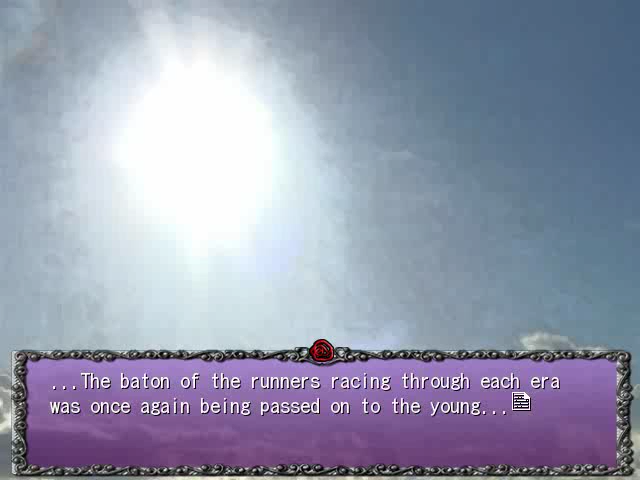 ...The baton of the runners racing through each era
was once again being passed on to the young...